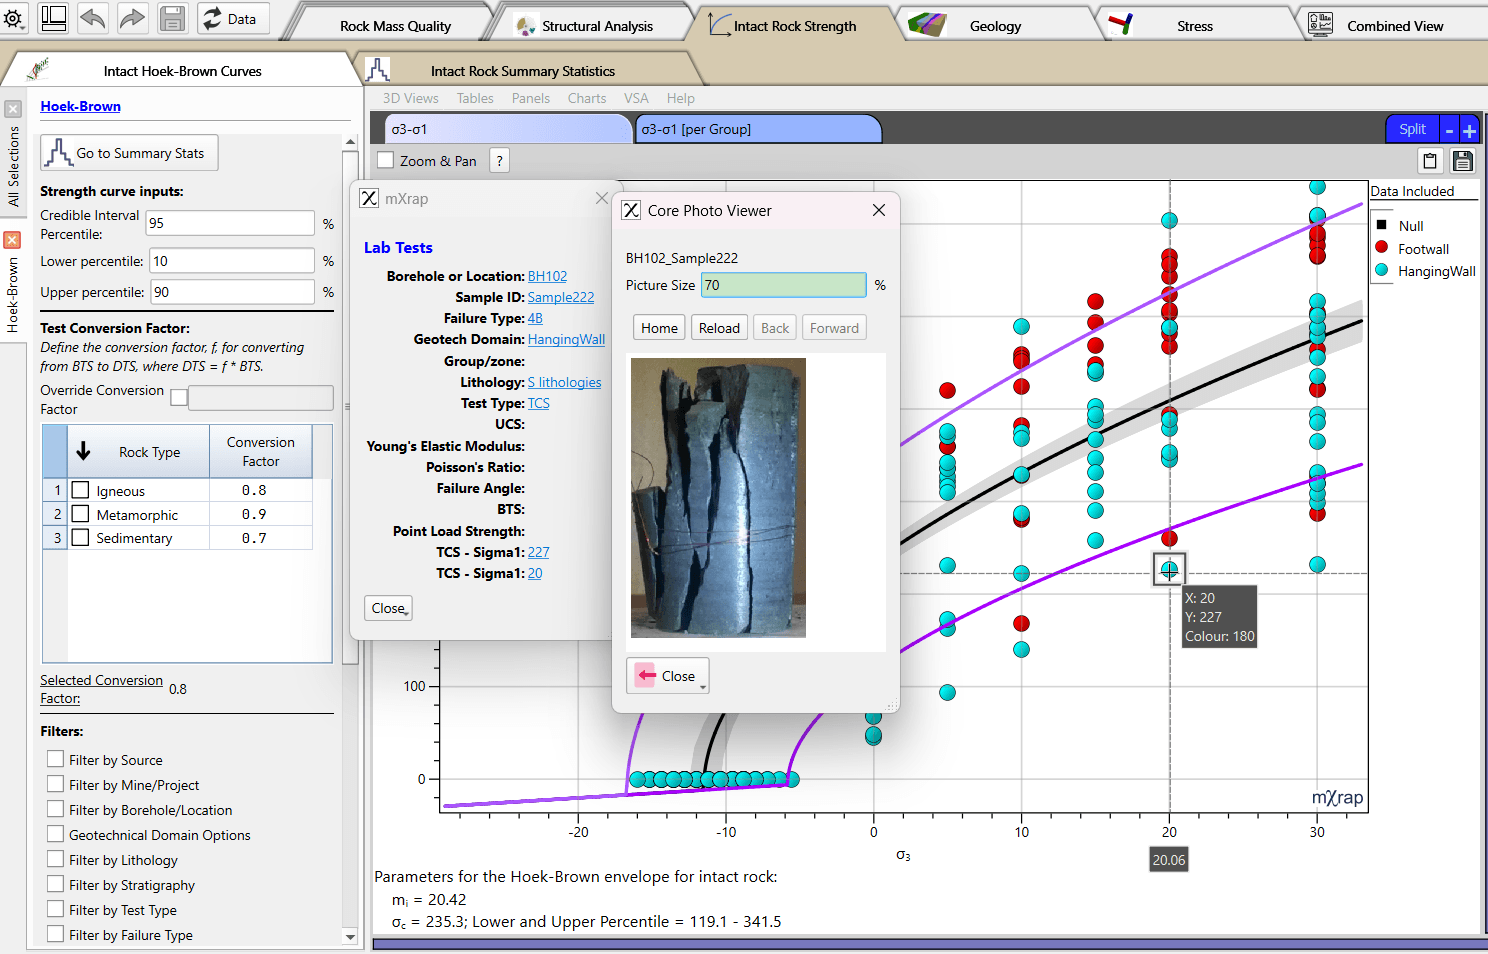 Data
Rock Mass Quality
Structural Analysis
Intact Rock Strength
Geology
Stress
Combined View
Intact Hoek-Brown Curves
Intact Rock Summary Statistics
All Selections
Hoek-Brown
Hoek-Brown
Go to Summary Stats
Strength curve inputs:
Credible Interval
Percentile:
95
%
Lower percentile:
10
%
Upper percentile:
90
%
Test Conversion Factor:
Define the conversion factor, f, for converting
from BTS to DTS, where DTS = f * BTS.
Override Conversion
Factor
Rock Type
Conversion
Factor
1 Igneous 0.8
2 Metamorphic 0.9
3 Sedimentary 0.7
Selected Conversion
Factor:
0.8
Filters:
Filter by Source
Filter by Mine/Project
Filter by Borehole/Location
Geotechnical Domain Options
Filter by Lithology
Filter by Stratigraphy
Filter by Test Type
Filter by Failure Type
3D Views
Tables
Panels
Charts
VSA
Help
σ3-σ1
σ3-σ1 [per Group]
Split
-
+
Zoom & Pan
?
mXrap
Lab Tests
Borehole or Location: BH102
Sample ID: Sample222
Failure Type: 4B
Geotech Domain: HangingWall
Group/zone:
Lithology: S lithologies
Test Type: TCS
UCS:
Young's Elastic Modulus:
Poisson's Ratio:
Failure Angle:
BTS:
Point Load Strength:
TCS - Sigma1: 227
TCS - Sigma1: 20
Close
Core Photo Viewer
BH102_Sample222
Picture Size
70
%
Home
Reload
Back
Forward
Close
Data Included
Null
Footwall
HangingWall
X: 20
Y: 227
Colour: 180
100
0
mXrap
-20
-10
0
10
20
30
20.06
σ₃
Parameters for the Hoek-Brown envelope for intact rock:
mᵢ = 20.42
σ꜀ = 235.3; Lower and Upper Percentile = 119.1 - 341.5